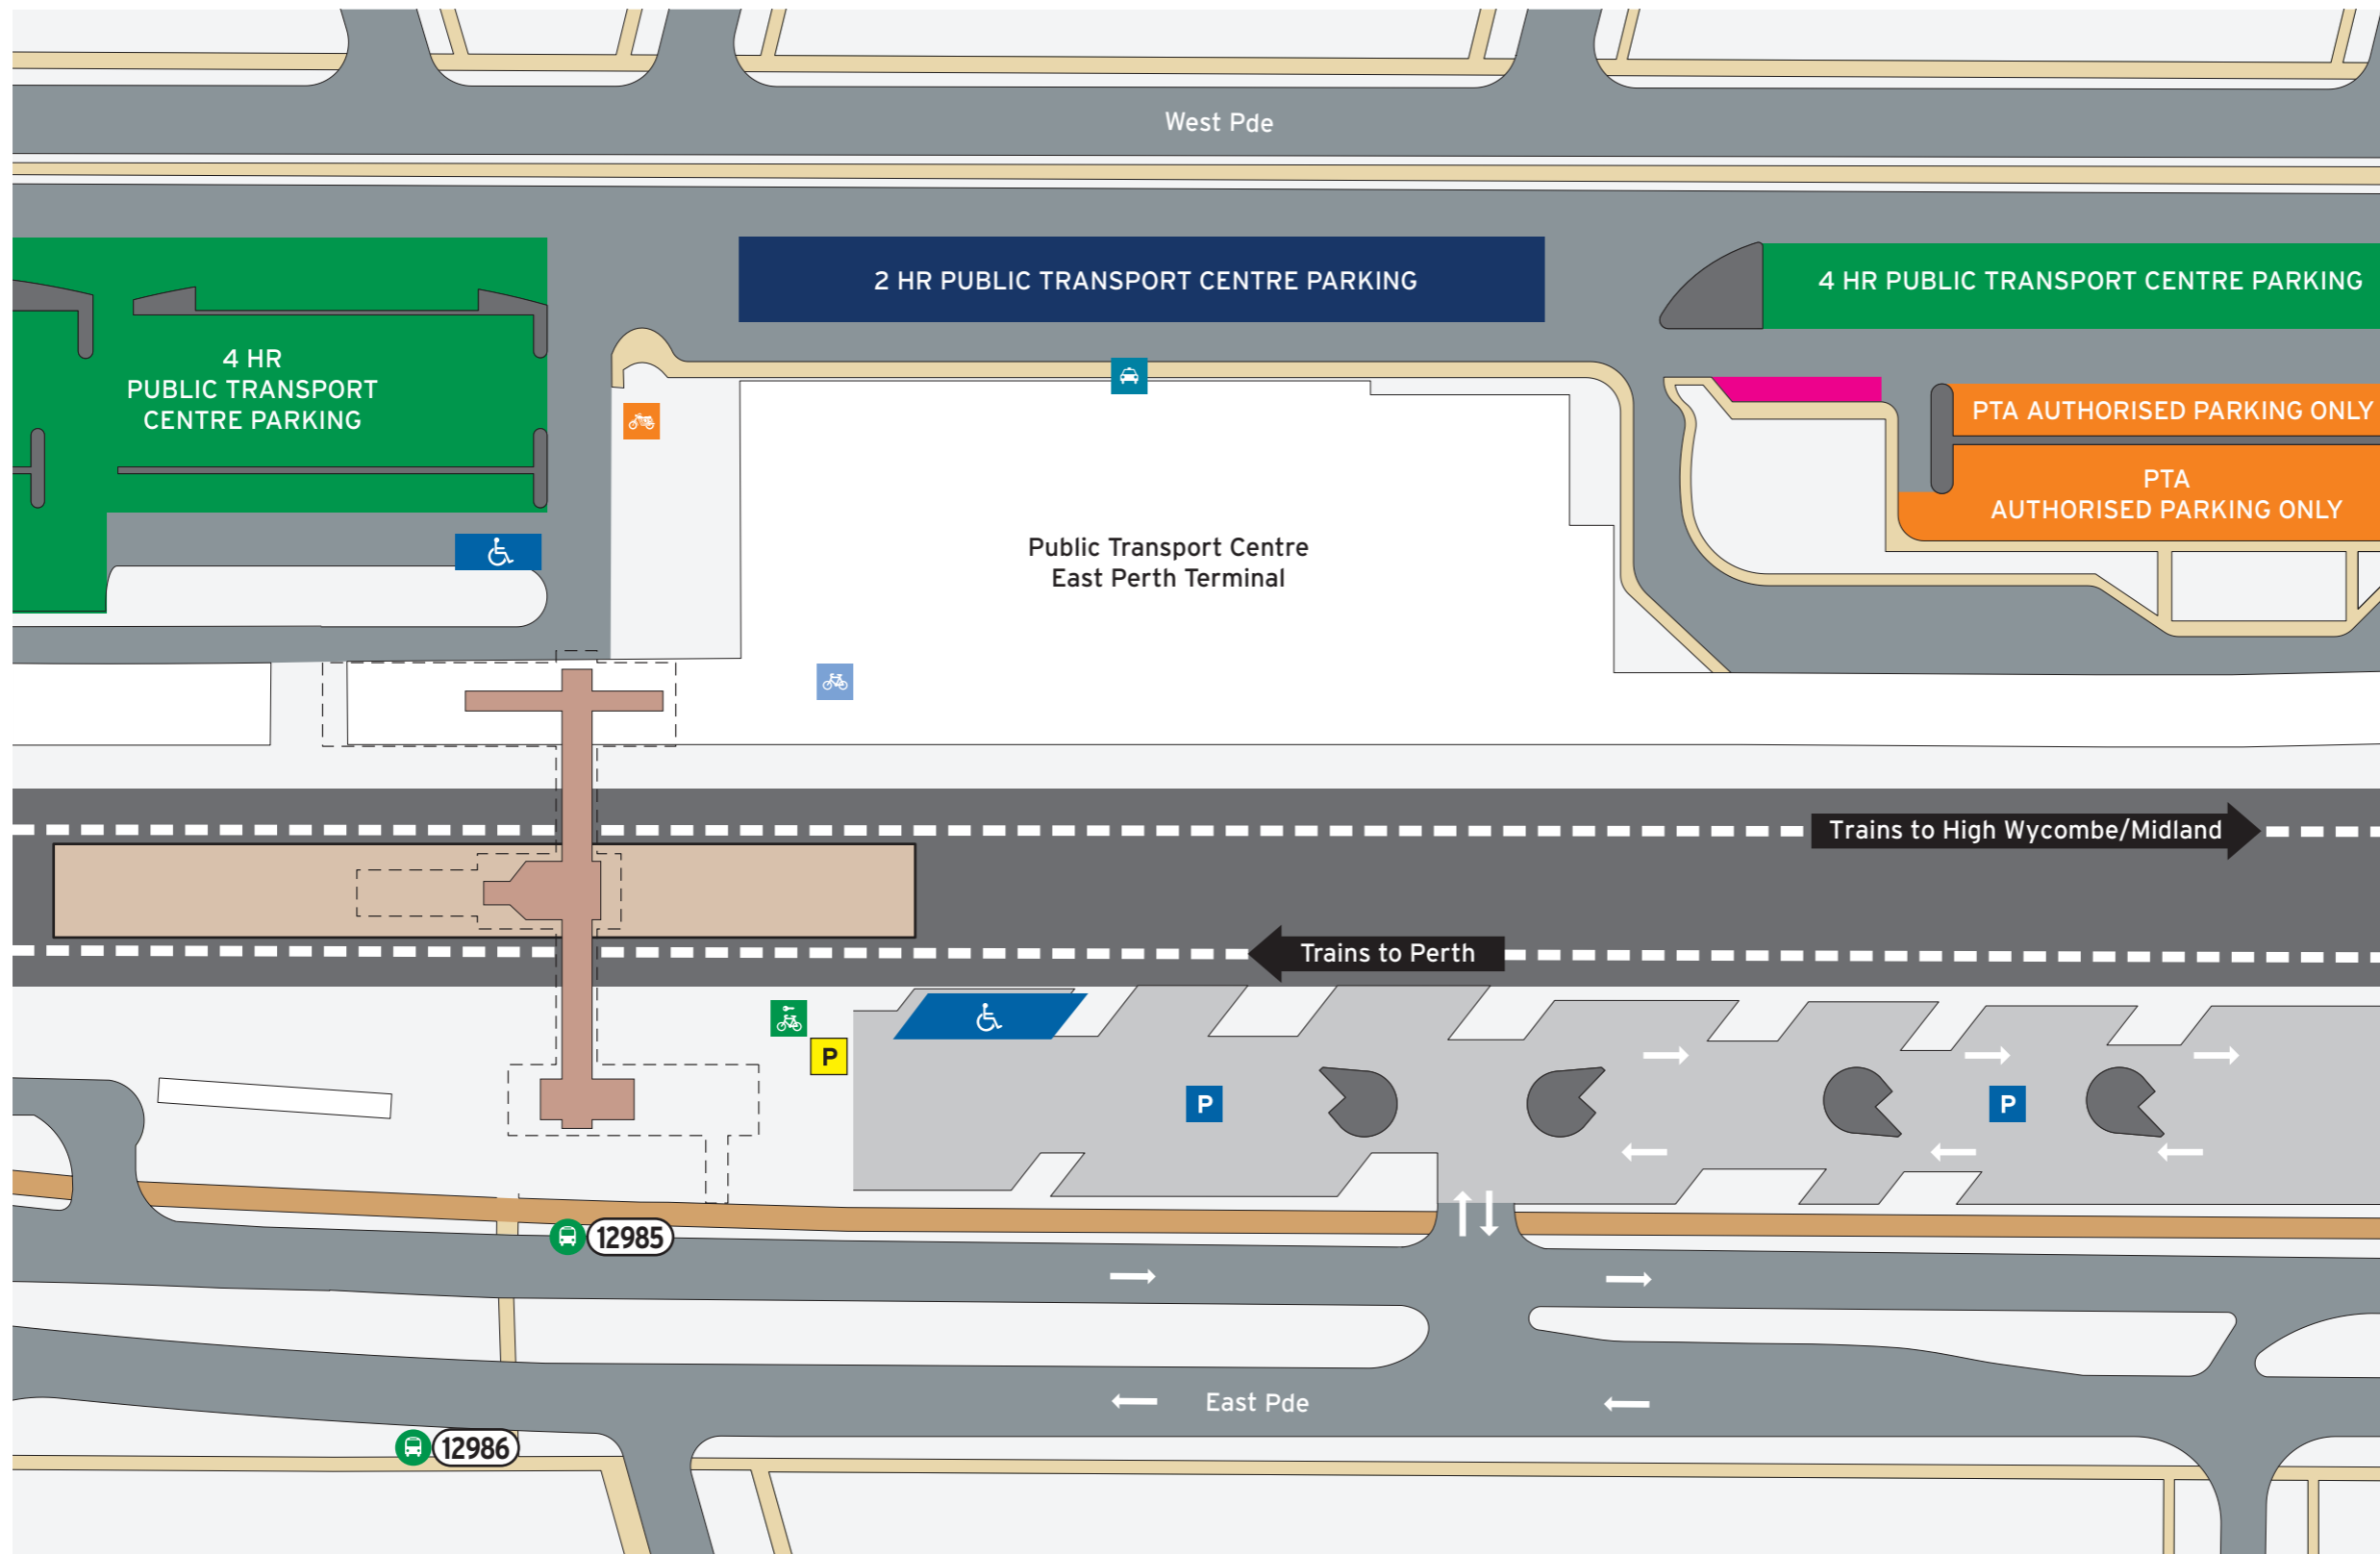 West Pde
2 HR PUBLIC TRANSPORT CENTRE PARKING
4 HR PUBLIC TRANSPORT CENTRE PARKING
4 HR
PUBLIC TRANSPORT
CENTRE PARKING
PTA AUTHORISED PARKING ONLY
PTA
AUTHORISED PARKING ONLY
Public Transport Centre
East Perth Terminal
Trains to High Wycombe/Midland
Trains to Perth
P
P
P
12985
East Pde
12986